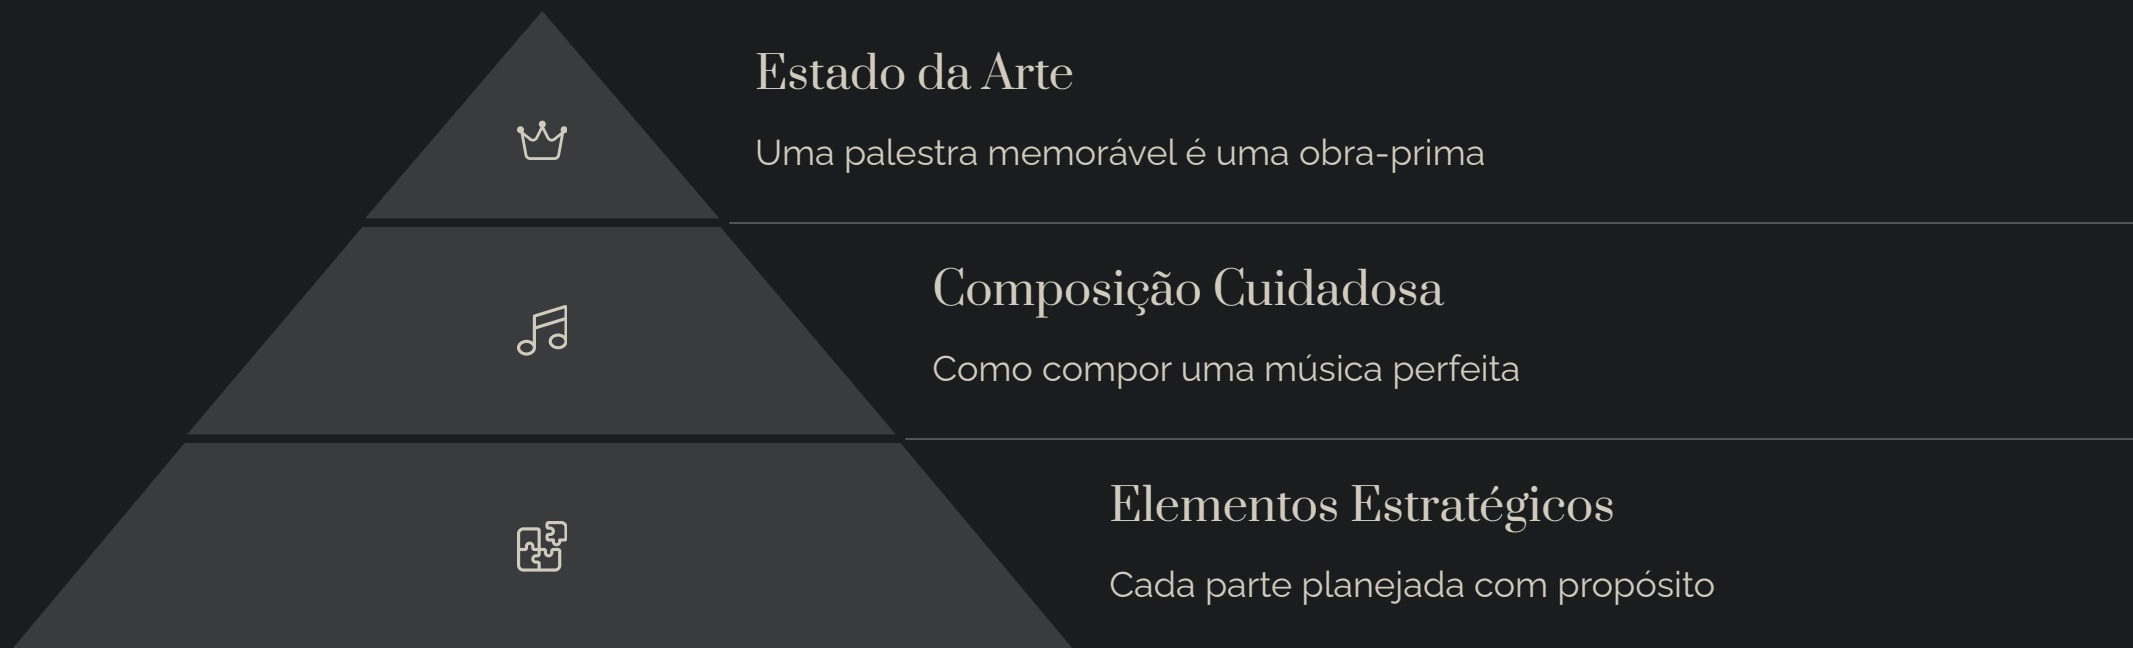 Estado da Arte
Uma palestra memorável é uma obra-prima
Composição Cuidadosa
Como compor uma música perfeita
Elementos Estratégicos
Cada parte planejada com propósito